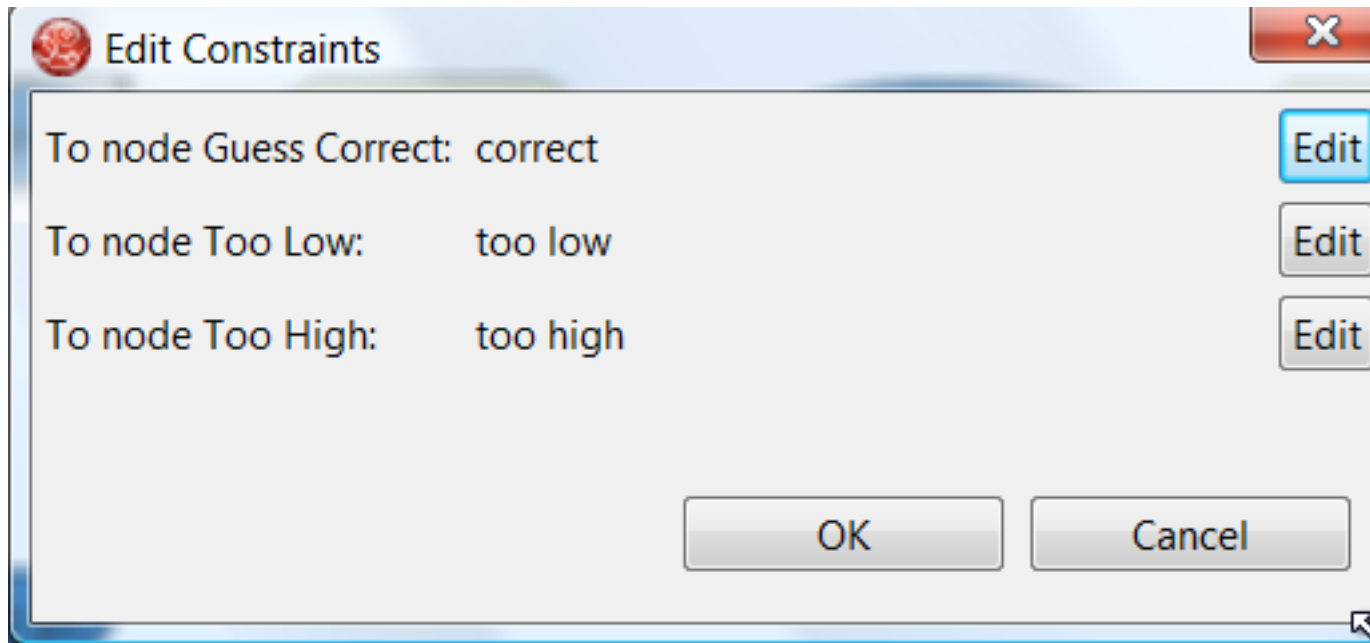 Edit Constraints
To node Guess Correct: correct Edit
To node Too Low: too low Edit
To node Too High: too high Edit
OK Cancel